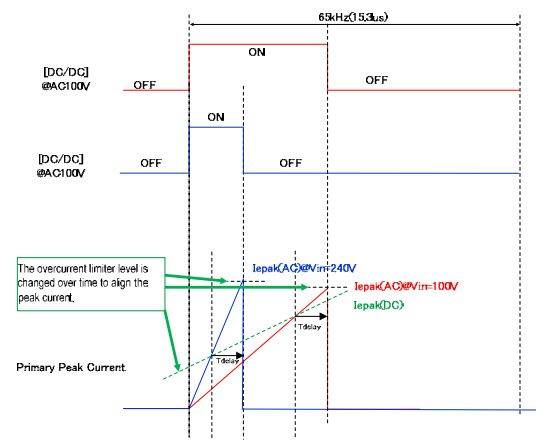 65kHz(15.3us)
ON
[DC/DC]
@AC100V
OFF
OFF
ON
[DC/DC]
@AC100V
OFF
OFF
The overcurrent limiter level is
changed over time to align the
peak current.
Iepak(AC)@Vin=240V
Iepak(AC)@Vin=100V
Iepak(DC)
Tdelay
Tdelay
Primary Peak Current.